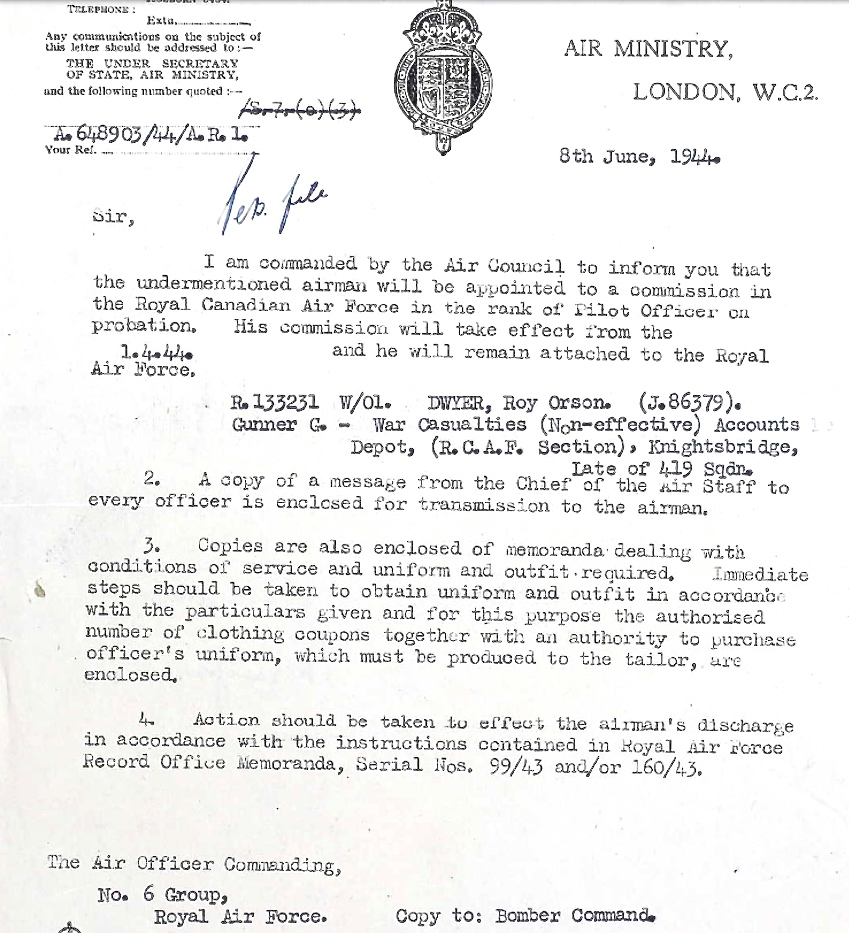 TELEPHONE :
Extn.
Any communications on the subject of
this letter should be addressed to :—
THE UNDER SECRETARY
OF STATE, AIR MINISTRY,
and the following number quoted :—
/S.7.(o)(3).
A.648903/44/A.R.1.
Your Ref.
AIR MINISTRY,
LONDON, W.C.2.
8th June, 1944.
Sir,
I am commanded by the Air Council to inform you that
the undermentioned airman will be appointed to a commission in
the Royal Canadian Air Force in the rank of Pilot Officer on
probation. His commission will take effect from the
1.4.44. and he will remain attached to the Royal
Air Force.
R.133231 W/O1. DWYER, Roy Orson. (J.86379).
Gunner G. - War Casualties (Non-effective) Accounts
Depot, (R.C.A.F. Section), Knightsbridge,
Late of 419 Sqdn.
2. A copy of a message from the Chief of the Air Staff to
every officer is enclosed for transmission to the airman.
3. Copies are also enclosed of memoranda dealing with
conditions of service and uniform and outfit required. Immediate
steps should be taken to obtain uniform and outfit in accordance
with the particulars given and for this purpose the authorised
number of clothing coupons together with an authority to purchase
officer's uniform, which must be produced to the tailor, are
enclosed.
4. Action should be taken to effect the airman's discharge
in accordance with the instructions contained in Royal Air Force
Record Office Memoranda, Serial Nos. 99/43 and/or 160/43.
The Air Officer Commanding,
No. 6 Group,
Royal Air Force. Copy to: Bomber Command.